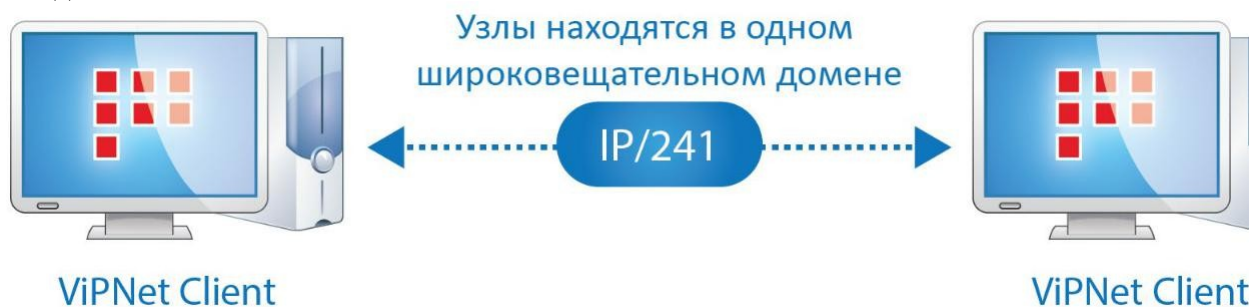 Узлы находятся в одном
широковещательном домене
IP/241
ViPNet Client
ViPNet Client